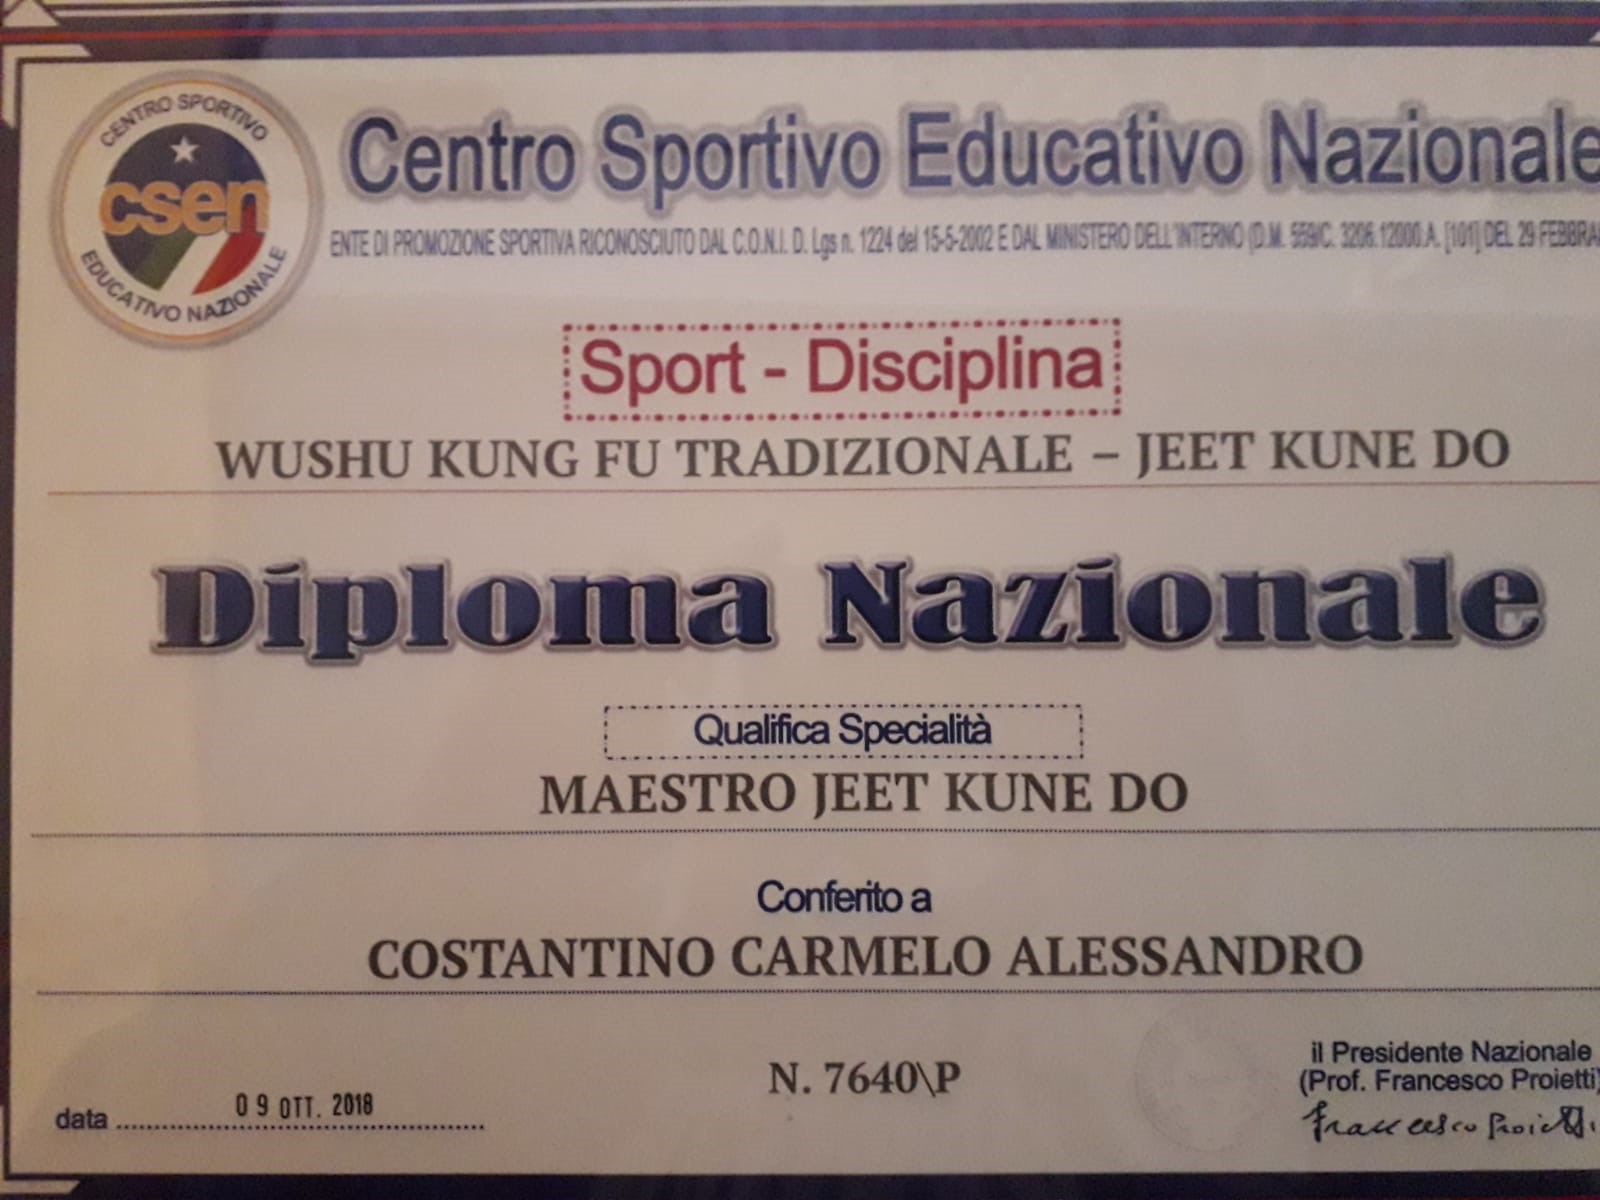 CENTRO SPORTIVO
csen
EDUCATIVO NAZIONALE
Centro Sportivo Educativo Nazionale
ENTE DI PROMOZIONE SPORTIVA RICONOSCIUTO DAL C.O.N.I. D. Lgs n. 1224 del 15-5-2002 E DAL MINISTERO DELL'INTERNO (D.M. 559/C. 3206.12000.A. [101] DEL 29 FEBBRA
Sport - Disciplina
WUSHU KUNG FU TRADIZIONALE – JEET KUNE DO
Diploma Nazionale
Qualifica Specialità
MAESTRO JEET KUNE DO
Conferito a
COSTANTINO CARMELO ALESSANDRO
N. 7640\P
data 09 OTT. 2018
il Presidente Nazionale
(Prof. Francesco Proietti)
Francesco Proietti